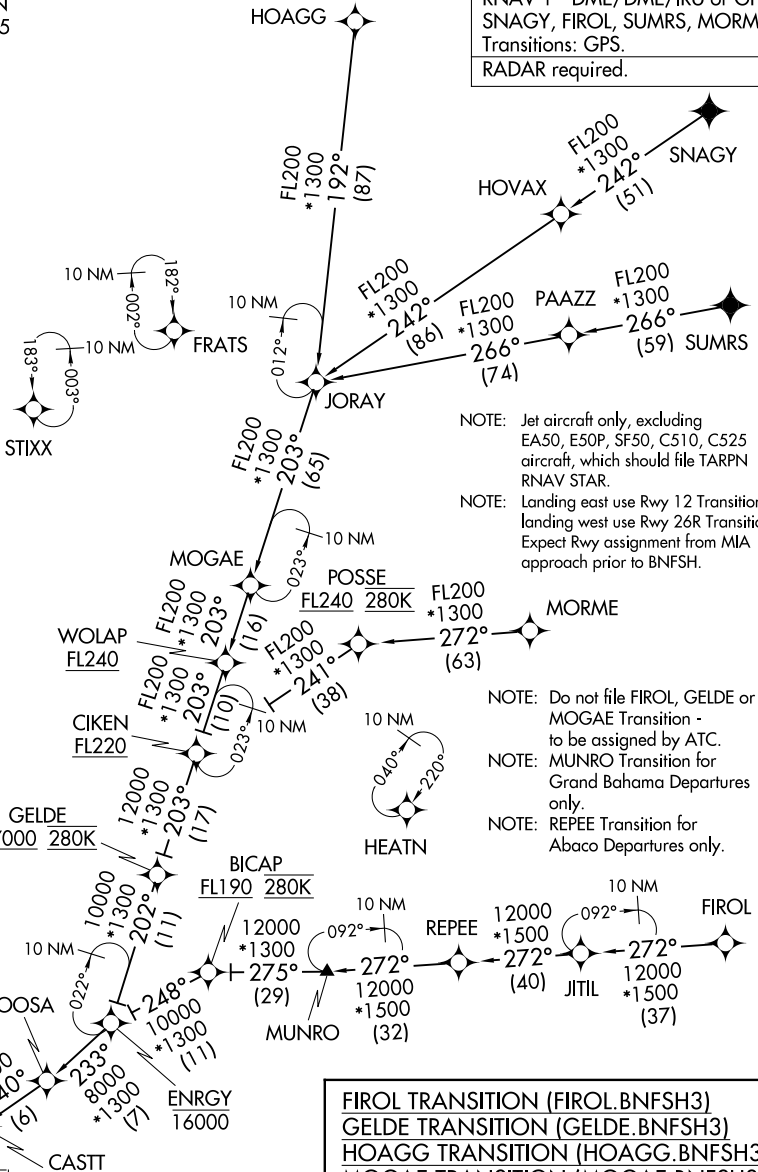 HOAGG
SNAGY, FIROL, SUMRS, MORM
Transitions: GPS.
RADAR required.
FL200
*1300
192°
(87)
FL200
*1300
242°
(51)
SNAGY
HOVAX
10 NM
182°
002°
FRATS
183°
003°
10 NM
STIXX
10 NM
012°
JORAY
FL200
*1300
242°
(86)
FL200
*1300
266°
(74)
PAAZZ
FL200
*1300
266°
(59)
SUMRS
NOTE: Jet aircraft only, excluding
EA50, E50P, SF50, C510, C525
aircraft, which should file TARPN
RNAV STAR.
NOTE: Landing east use Rwy 12 Transition
landing west use Rwy 26R Transiti
Expect Rwy assignment from MIA
approach prior to BNFSH.
FL200
*1300
203°
(65)
MOGAE
10 NM
023°
FL200
*1300
203°
(16)
POSSE
FL240 280K
FL200
*1300
272°
(63)
MORME
WOLAP
FL240
FL200
*1300
241°
(38)
FL200
*1300
203°
(10)
CIKEN
FL220
10 NM
023°
10 NM
040°
220°
HEATN
NOTE: Do not file FIROL, GELDE or
MOGAE Transition -
to be assigned by ATC.
NOTE: MUNRO Transition for
Grand Bahama Departures
only.
NOTE: REPEE Transition for
Abaco Departures only.
12000
*1300
203°
(17)
GELDE
000 280K
10000
*1300
202°
(11)
BICAP
FL190 280K
10 NM
022°
12000
*1300
275°
(29)
MUNRO
092°
10 NM
272°
12000
*1500
(32)
REPEE
12000
*1500
272°
(40)
JITIL
092°
10 NM
272°
12000
*1500
(37)
FIROL
248°
10000
*1300
(11)
OOSA
233°
8000
*1300
(7)
ENRGY
16000
40°
(6)
CASTT
FIROL TRANSITION (FIROL.BNFSH3)
GELDE TRANSITION (GELDE.BNFSH3)
HOAGG TRANSITION (HOAGG.BNFSH3